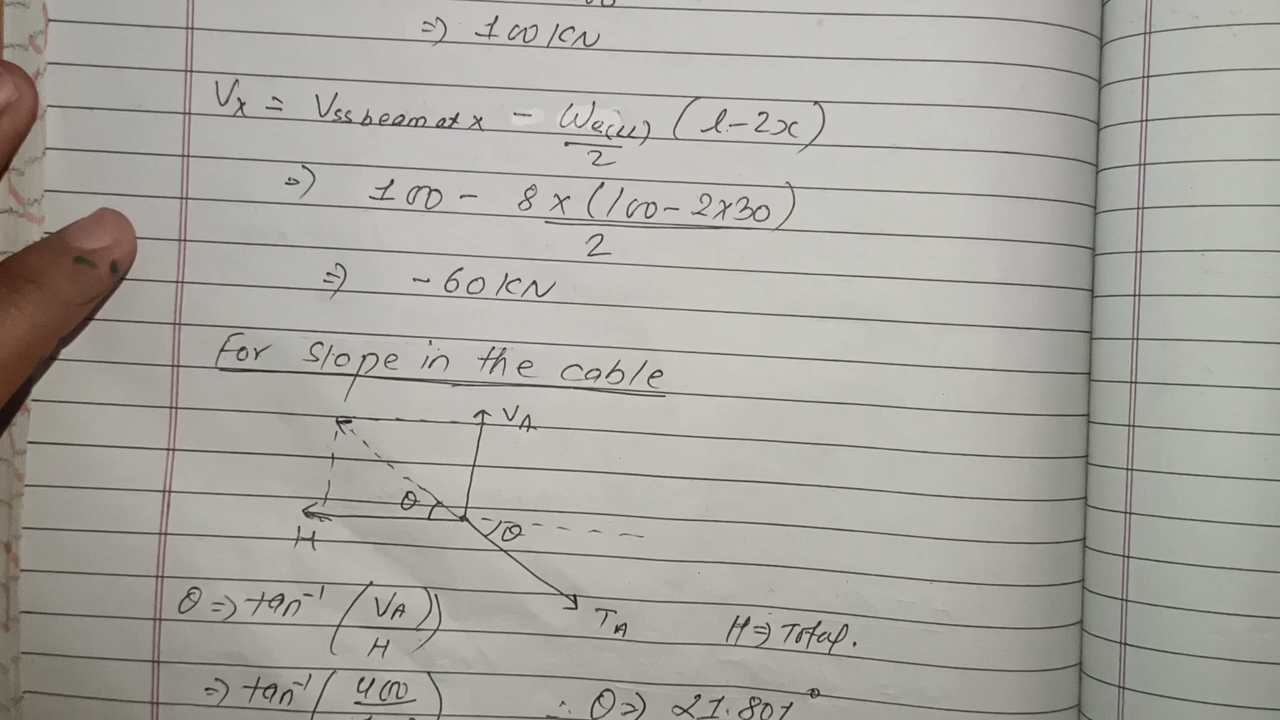 => 100 KN
Vx = Vss beam at x - We(ll)/2 (l-2x)
=> 100 - 8 x (100-2x30)/2
=> -60 KN
For slope in the cable
VA
θ
θ
H
TA
θ => tan⁻¹ (VA/H)
H => Total.
=> tan⁻¹ (400
∴ θ => 21.801°